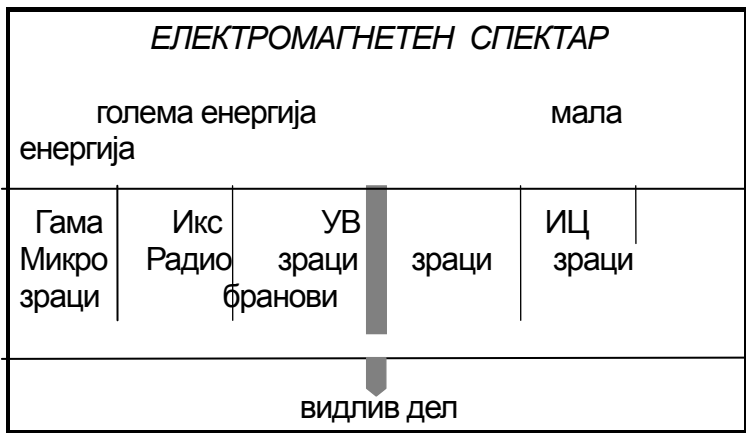 ЕЛЕКТРОМАГНЕТЕН СПЕКТАР
голема енергија мала
енергија
Гама Икс УВ ИЦ
Микро Радио зраци зраци зраци
зраци бранови
видлив дел